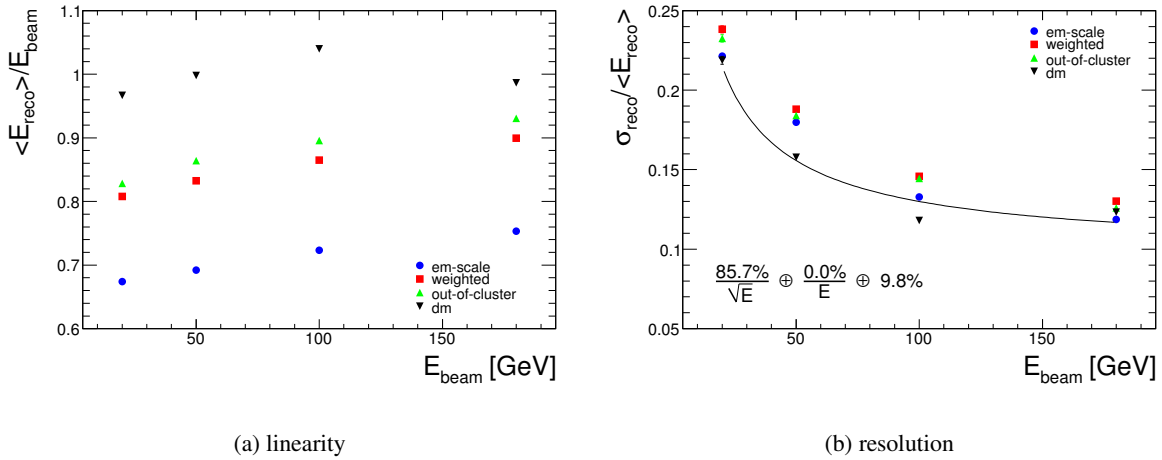 <E_reco>/E_beam
1.1
1
0.9
0.8
0.7
0.6
em-scale
weighted
out-of-cluster
dm
50 100 150
E_beam [GeV]
(a) linearity
σ_reco/<E_reco>
0.25
0.2
0.15
0.1
0.05
em-scale
weighted
out-of-cluster
dm
85.7%/√E ⊕ 0.0%/E ⊕ 9.8%
50 100 150
E_beam [GeV]
(b) resolution